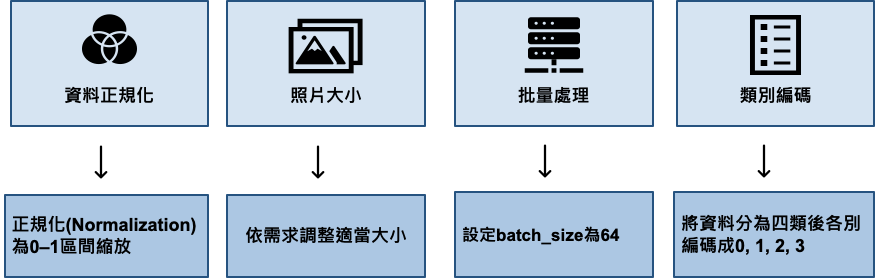 資料正規化
照片大小
批量處理
類別編碼
正規化(Normalization)
為0–1區間縮放
依需求調整適當大小
設定batch_size為64
將資料分為四類後各別
編碼成0, 1, 2, 3